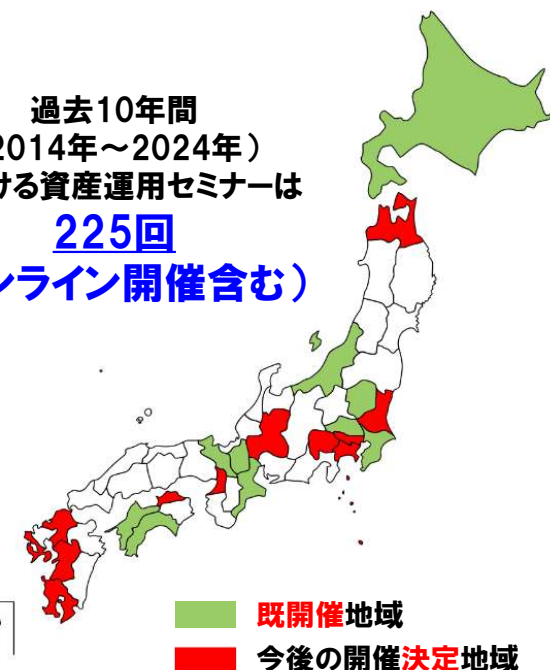 過去10年間
2014年～2024年）
ける資産運用セミナーは
225回
ンライン開催含む）
既開催地域
今後の開催決定地域